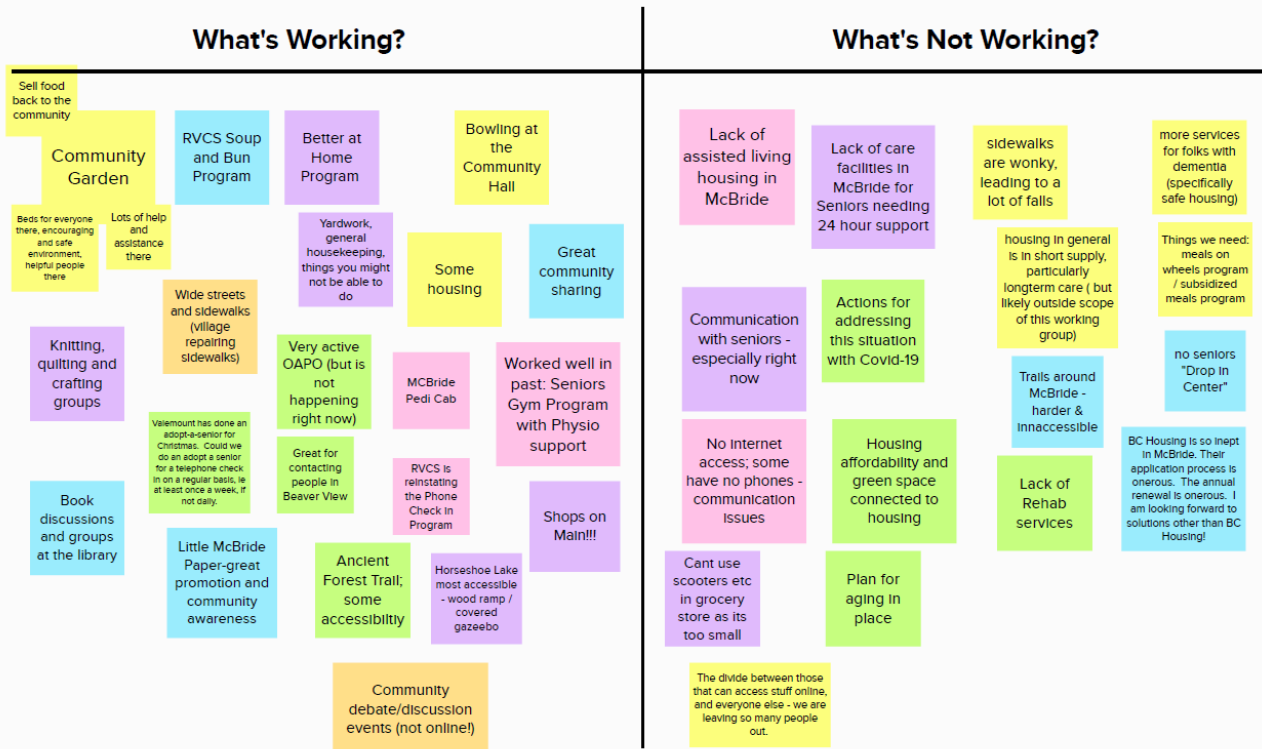 What's Working?
Sell food
back to the
community
Community
Garden
Beds for everyone
there, encouraging
and safe
environment,
helpful people
there
Lots of help
and
assistance
there
RVCS Soup
and Bun
Program
Better at
Home
Program
Yardwork,
general
housekeeping,
things you might
not be able to
do
Bowling at
the
Community
Hall
Some
housing
Great
community
sharing
Wide streets
and sidewalks
(village
repairing
sidewalks)
Knitting,
quilting and
crafting
groups
Very active
OAPO (but is
not
happening
right now)
MCBride
Pedi Cab
Worked well in
past: Seniors
Gym Program
with Physio
support
Valemount has done an
adopt-a-senior for
Christmas. Could we
do an adopt a senior
for a telephone check
in on a regular basis, ie
at least once a week, if
not daily.
Great for
contacting
people in
Beaver View
RVCS is
reinstating
the Phone
Check in
Program
Book
discussions
and groups
at the library
Little McBride
Paper-great
promotion and
community
awareness
Ancient
Forest Trail;
some
accessibiltiy
Horseshoe Lake
most accessible
- wood ramp /
covered
gazeebo
Shops on
Main!!!
Community
debate/discussion
events (not online!)
What's Not Working?
Lack of
assisted living
housing in
McBride
Lack of care
facilities in
McBride for
Seniors needing
24 hour support
sidewalks
are wonky,
leading to a
lot of falls
more services
for folks with
dementia
(specifically
safe housing)
housing in general
is in short supply,
particularly
longterm care ( but
likely outside scope
of this working
group)
Things we need:
meals on
wheels program
/ subsidized
meals program
Communication
with seniors -
especially right
now
Actions for
addressing
this situation
with Covid-19
Trails around
McBride -
harder &
innaccessible
no seniors
"Drop in
Center"
No internet
access; some
have no phones -
communication
issues
Housing
affordability and
green space
connected to
housing
Lack of
Rehab
services
BC Housing is so inept
in McBride. Their
application process is
onerous. The annual
renewal is onerous. I
am looking forward to
solutions other than BC
Housing!
Cant use
scooters etc
in grocery
store as its
too small
Plan for
aging in
place
The divide between those
that can access stuff online,
and everyone else - we are
leaving so many people
out.